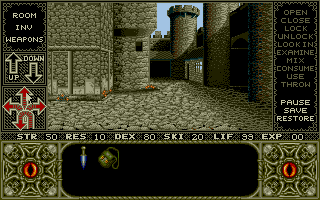 ROOM
INV
WEAPONS
UP
DOWN
OPEN
CLOSE
LOCK
UNLOCK
LOOK IN
EXAMINE
MIX
CONSUME
USE
THROW
PAUSE
SAVE
RESTORE
STR 50 RES 10 DEX 80 SKI 20 LIF 99 EXP 00